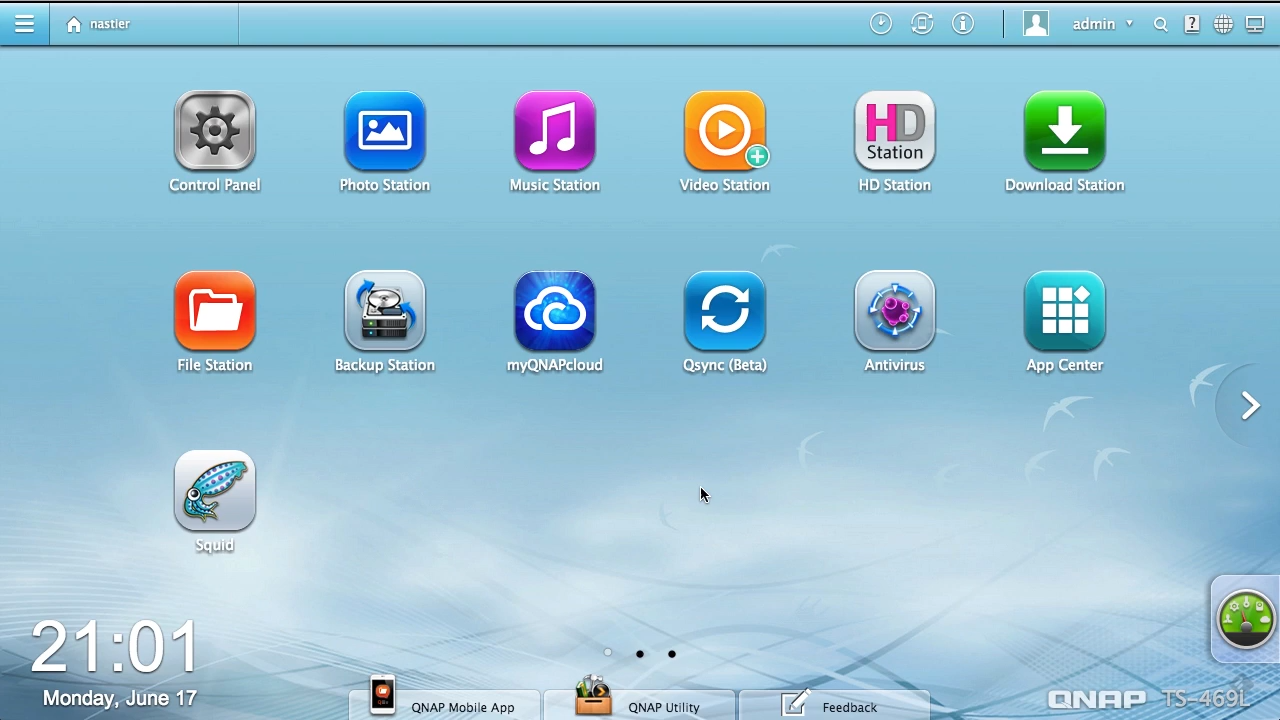 nastier
admin
?
Control Panel
Photo Station
Music Station
Video Station
HD Station
HD Station
Download Station
File Station
Backup Station
myQNAPcloud
Qsync (Beta)
Antivirus
App Center
Squid
21:01
Monday, June 17
QNAP Mobile App
QNAP Utility
Feedback
QNAP TS-469L